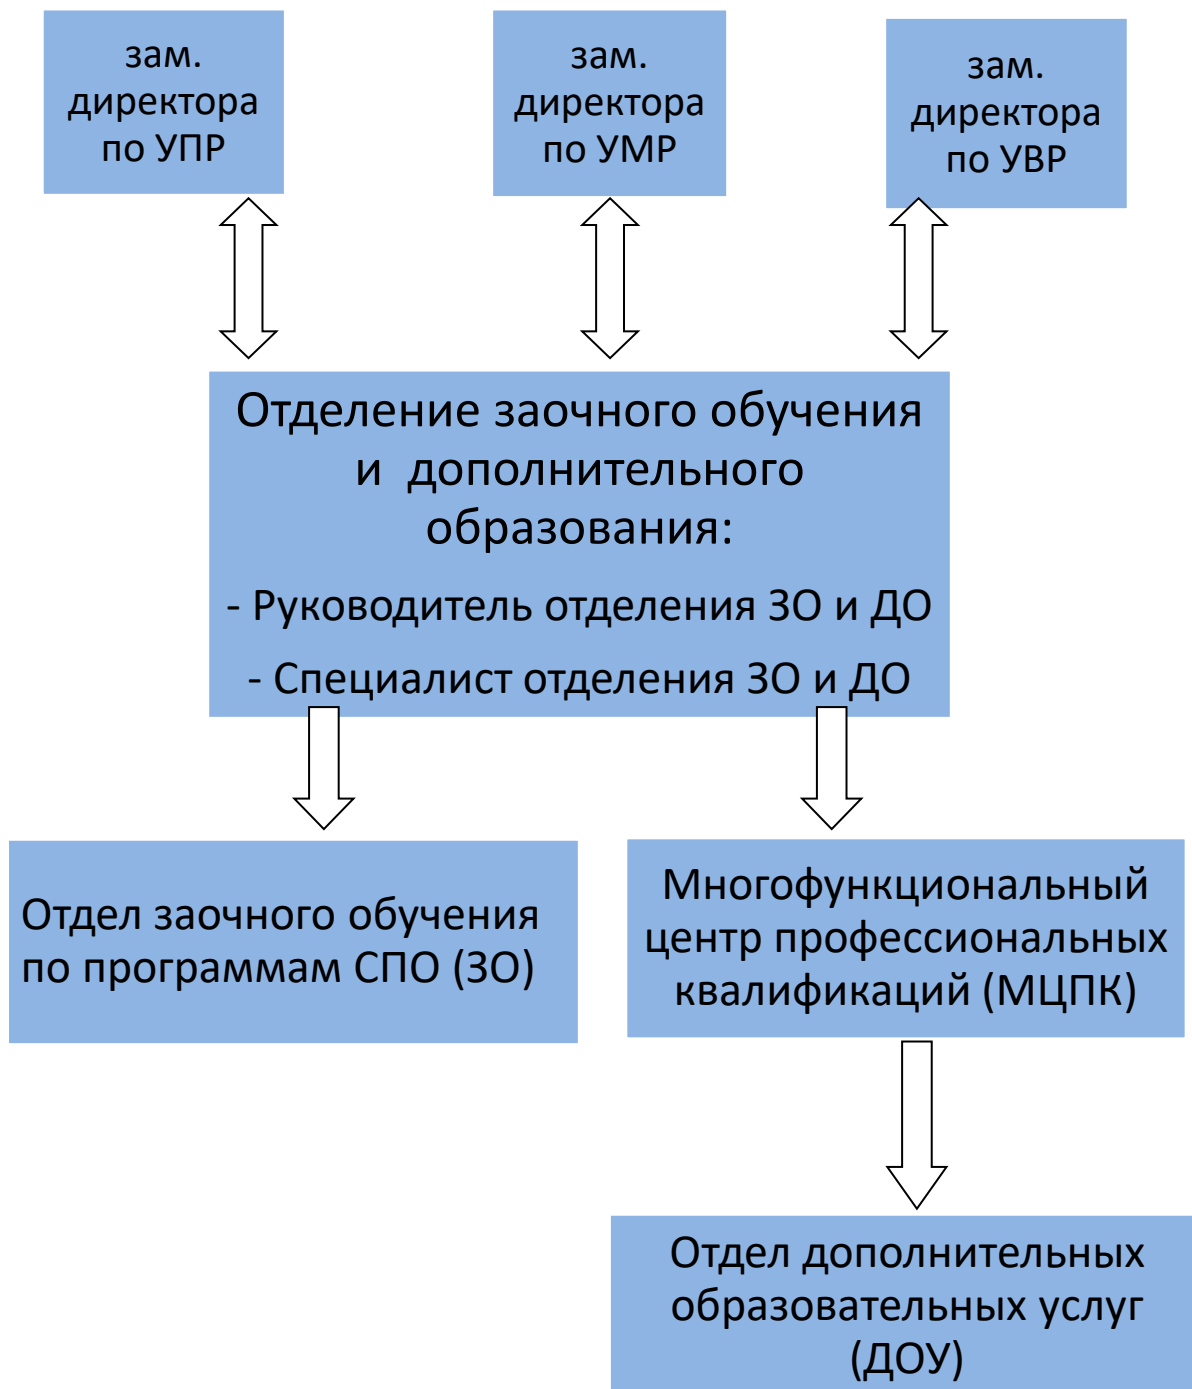 зам.
директора
по УПР
зам.
директора
по УМР
зам.
директора
по УВР
Отделение заочного обучения
и дополнительного
образования:
- Руководитель отделения ЗО и ДО
- Специалист отделения ЗО и ДО
Отдел заочного обучения
по программам СПО (ЗО)
Многофункциональный
центр профессиональных
квалификаций (МЦПК)
Отдел дополнительных
образовательных услуг
(ДОУ)